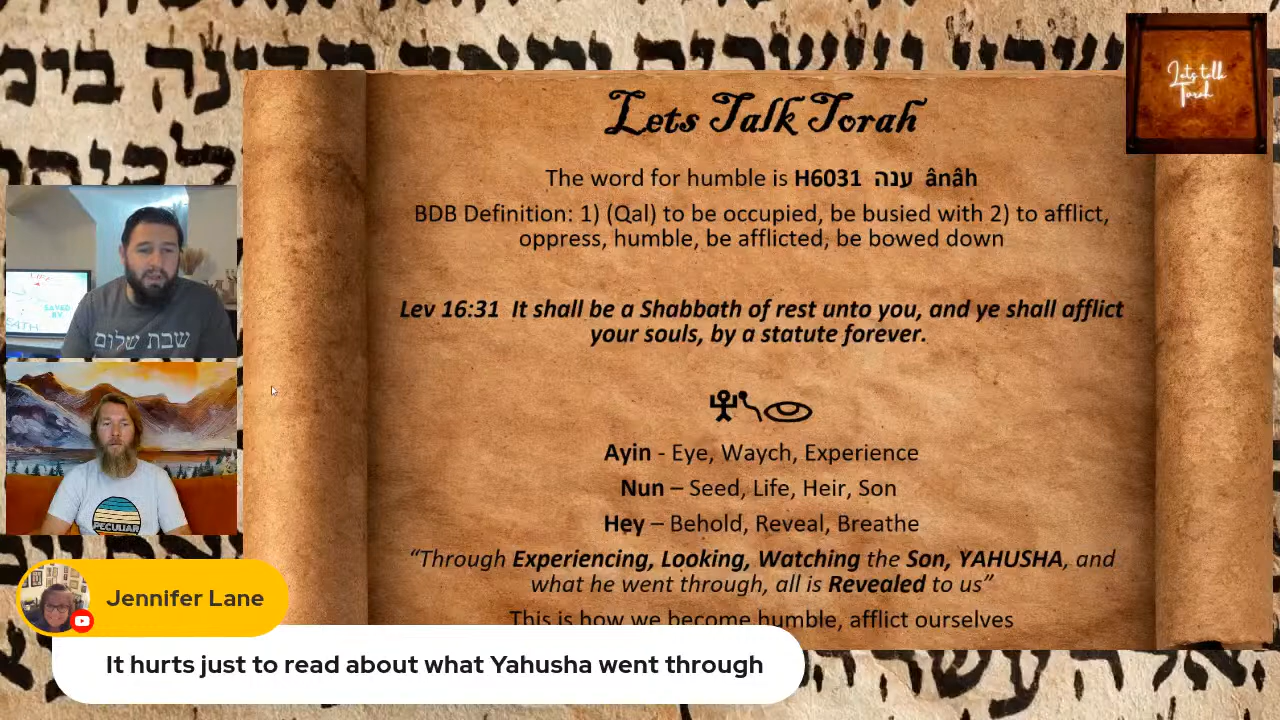 Lets talk
Torah
Lets Talk Torah
The word for humble is H6031 ענה ânâh
BDB Definition: 1) (Qal) to be occupied, be busied with 2) to afflict,
oppress, humble, be afflicted, be bowed down
Lev 16:31 It shall be a Shabbath of rest unto you, and ye shall afflict
your souls, by a statute forever.
Ayin - Eye, Waych, Experience
Nun – Seed, Life, Heir, Son
Hey – Behold, Reveal, Breathe
“Through Experiencing, Looking, Watching the Son, YAHUSHA, and
what he went through, all is Revealed to us”
This is how we become humble, afflict ourselves
שבת שלום
SAVED
BY
PECULIAR
Jennifer Lane
It hurts just to read about what Yahusha went through